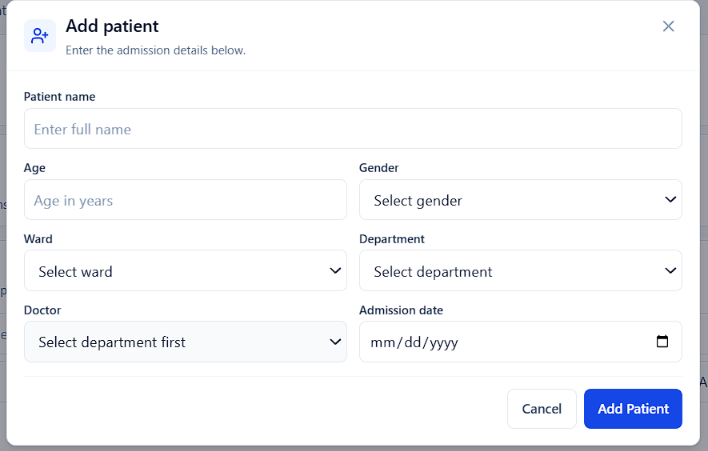 Add patient
Enter the admission details below.
Patient name
Enter full name
Age
Gender
Age in years
Select gender
Ward
Department
Select ward
Select department
Doctor
Admission date
Select department first
mm/dd/yyyy
Cancel
Add Patient